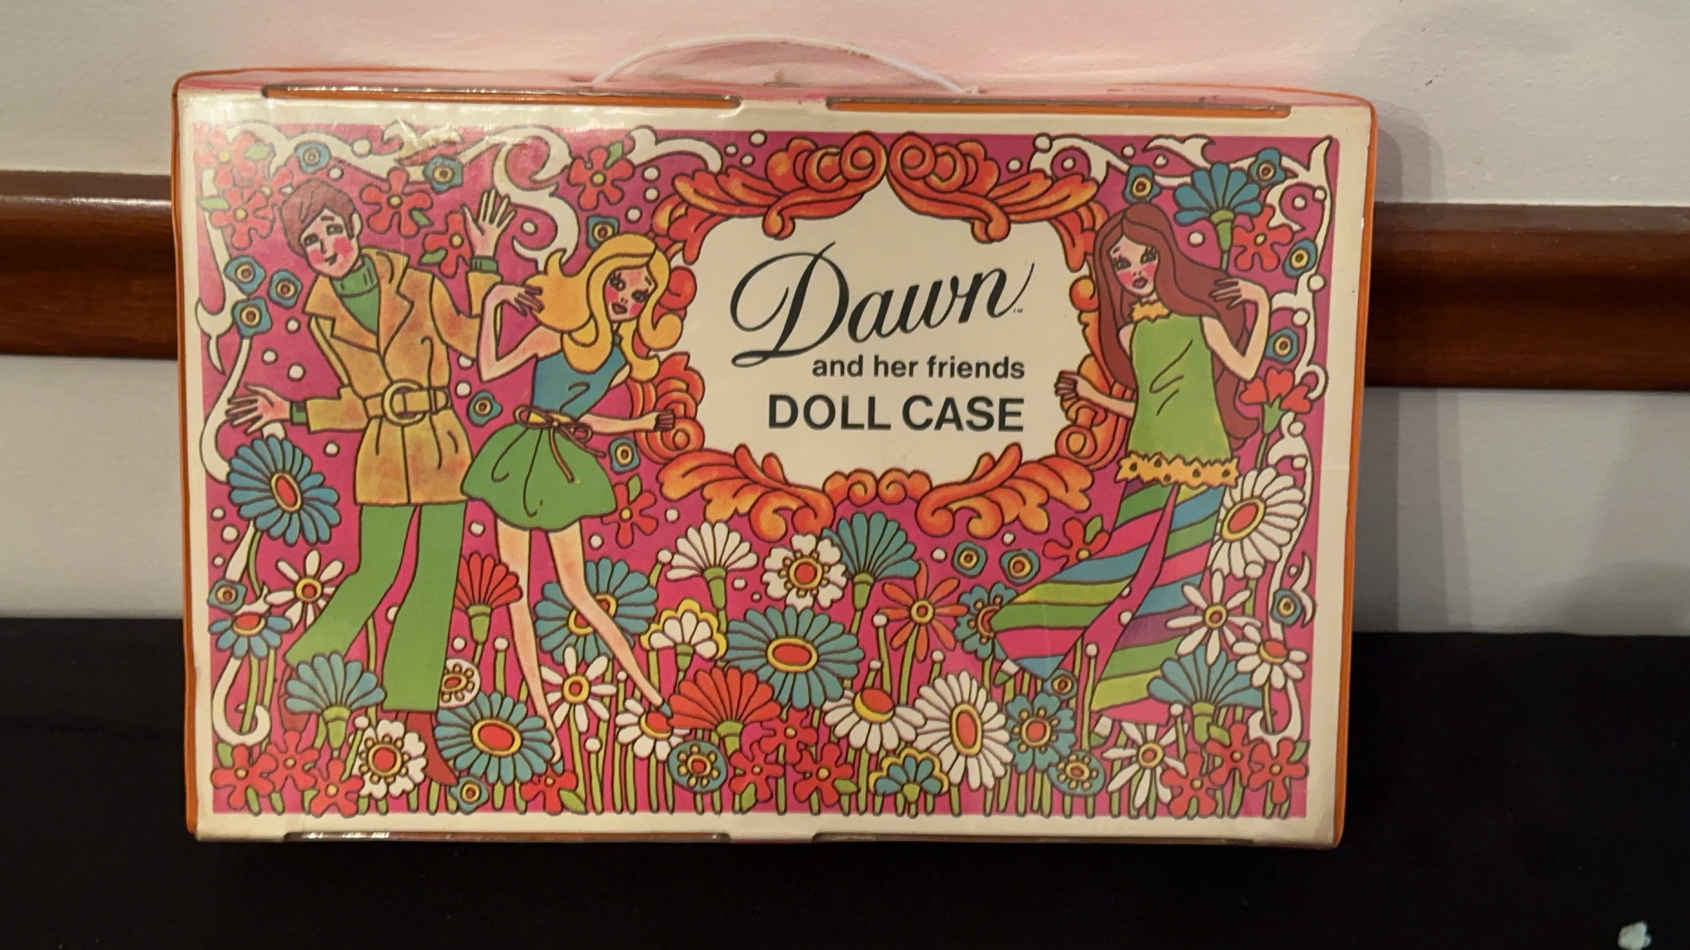 Dawn™
and her friends
DOLL CASE